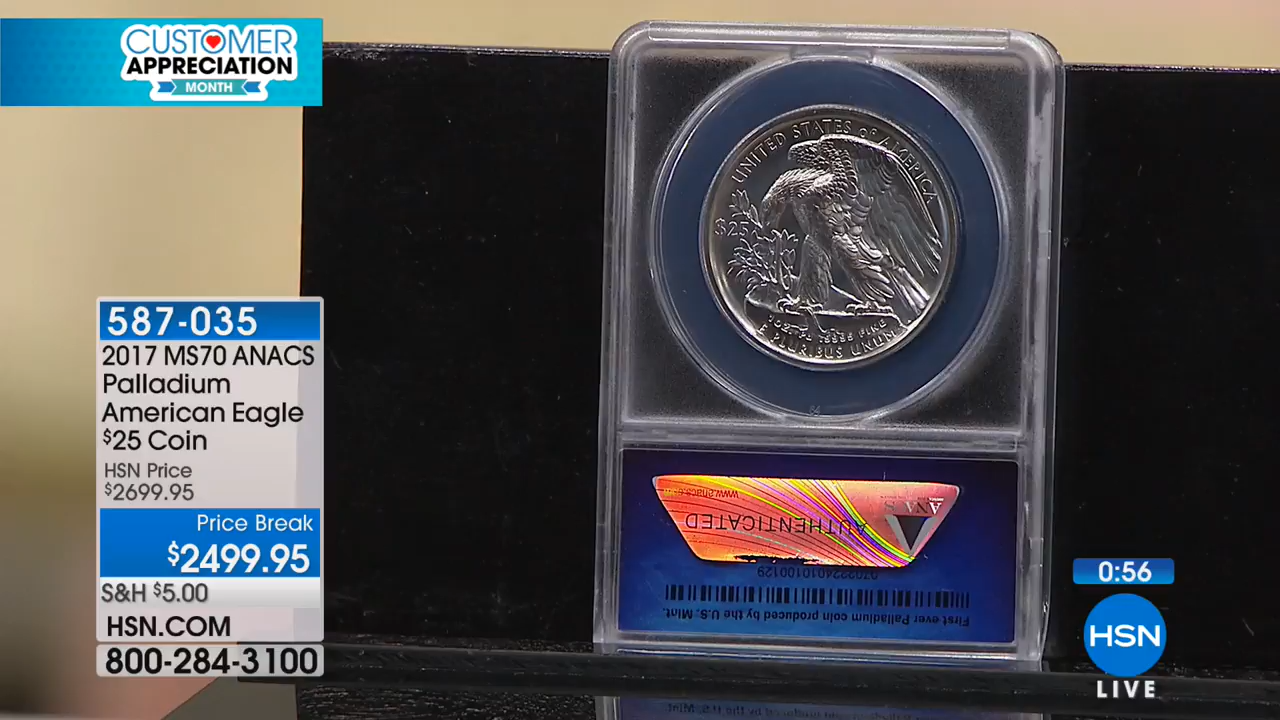 CUSTOMER
APPRECIATION
MONTH
587-035
2017 MS70 ANACS
Palladium
American Eagle
$25 Coin
HSN Price
$2699.95
Price Break
$2499.95
S&H $5.00
HSN.COM
800-284-3100
UNITED STATES OF AMERICA
$25
E PLURIBUS UNUM
ANACS
AUTHENTICATED
First ever Palladium coin produced by the U.S. Mint.
0:56
HSN
LIVE